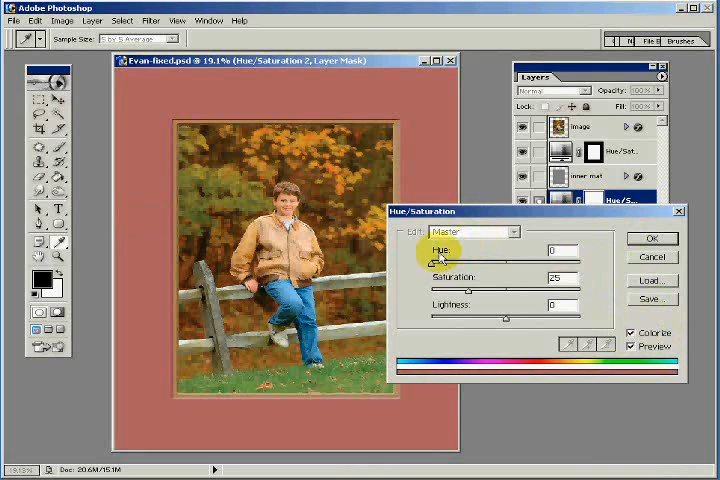 Adobe Photoshop
File Edit Image Layer Select Filter View Window Help
Sample Size: 5 by 5 Average
File B Brushes
Evan-fixed.psd @ 19.1% (Hue/Saturation 2, Layer Mask)
Layers
Normal Opacity: 100%
Lock: Fill: 100%
image
Hue/Sat...
inner mat
Hue/S...
Hue/Saturation
Edit: Master
Hue: 0
OK
Cancel
Saturation: 25
Load...
Save...
Lightness: 0
Colorize
Preview
19.13% Doc: 20.6M/15.1M